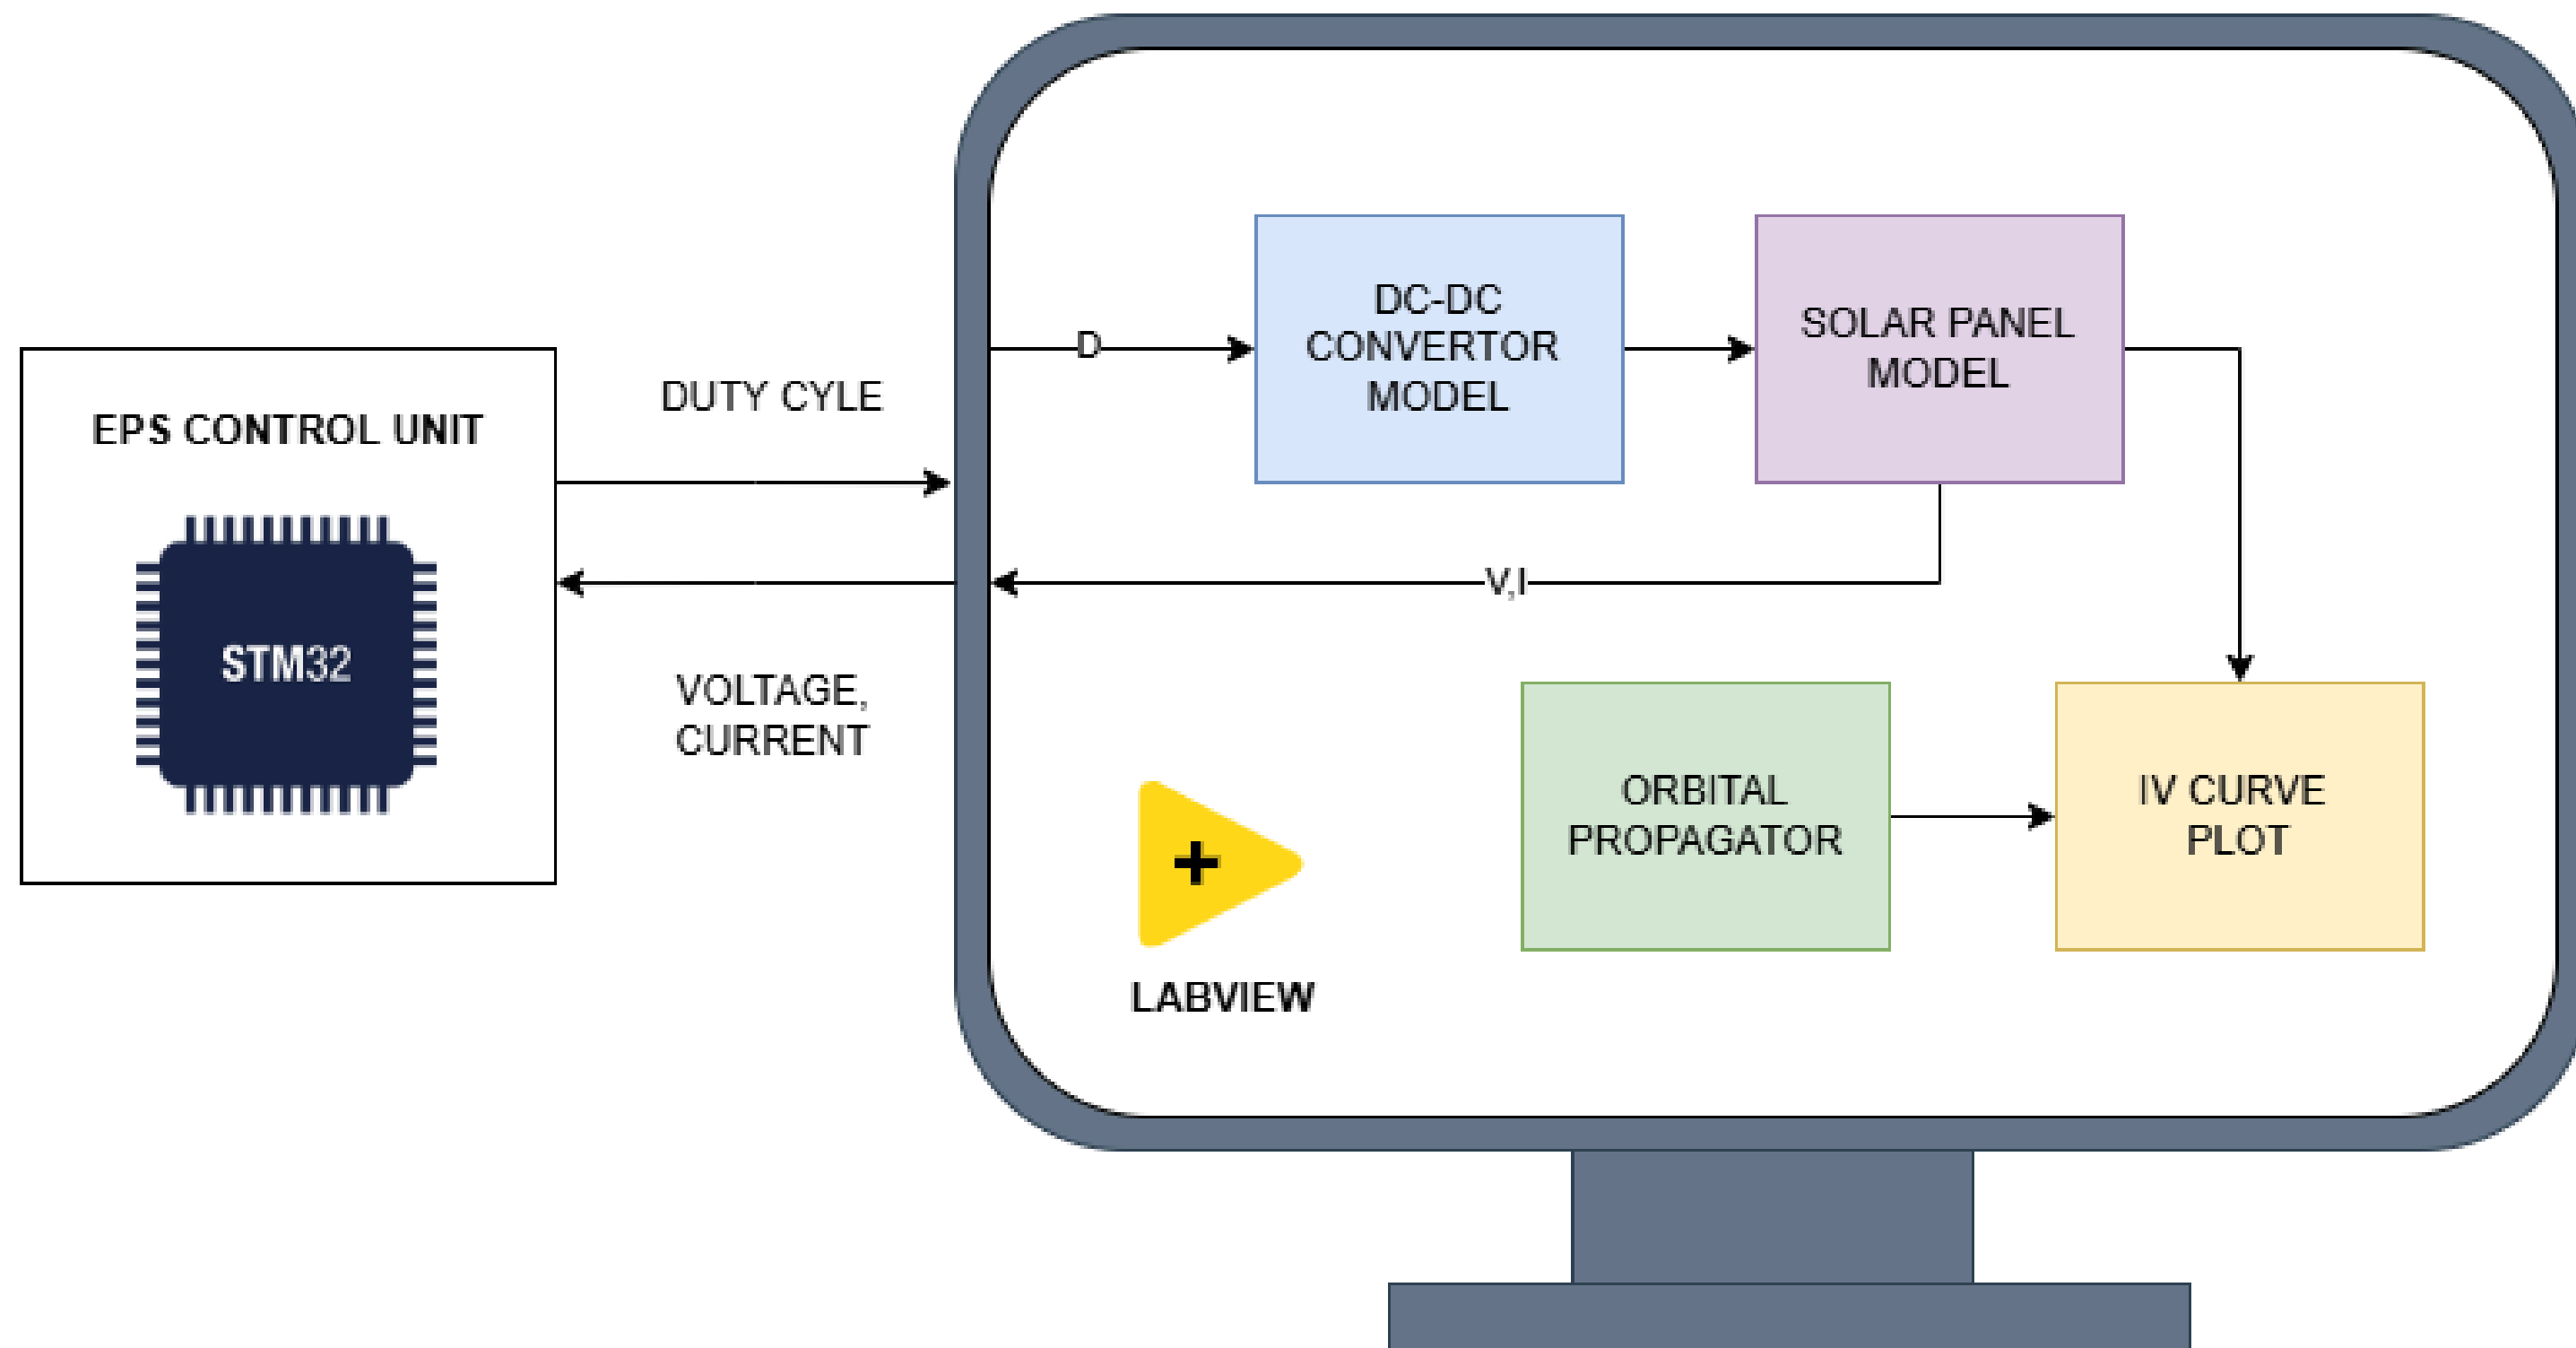 EPS CONTROL UNIT
STM32
DUTY CYLE
VOLTAGE,
CURRENT
D
DC-DC
CONVERTOR
MODEL
SOLAR PANEL
MODEL
V,I
ORBITAL
PROPAGATOR
IV CURVE
PLOT
+
LABVIEW